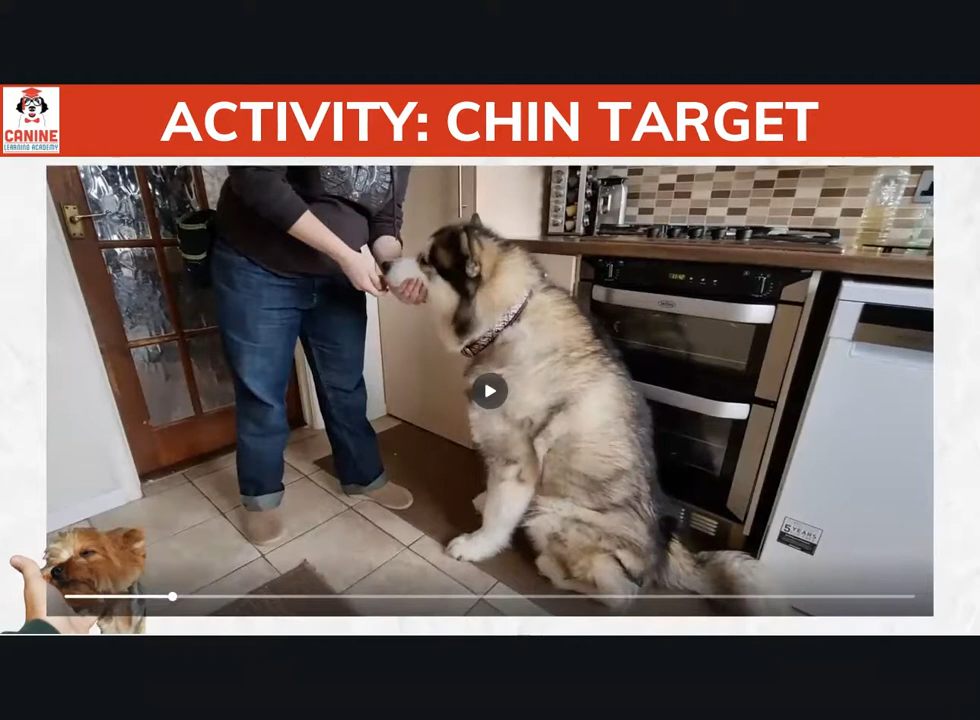 CANINE
LEARNING ACADEMY
ACTIVITY: CHIN TARGET
5 YEARS